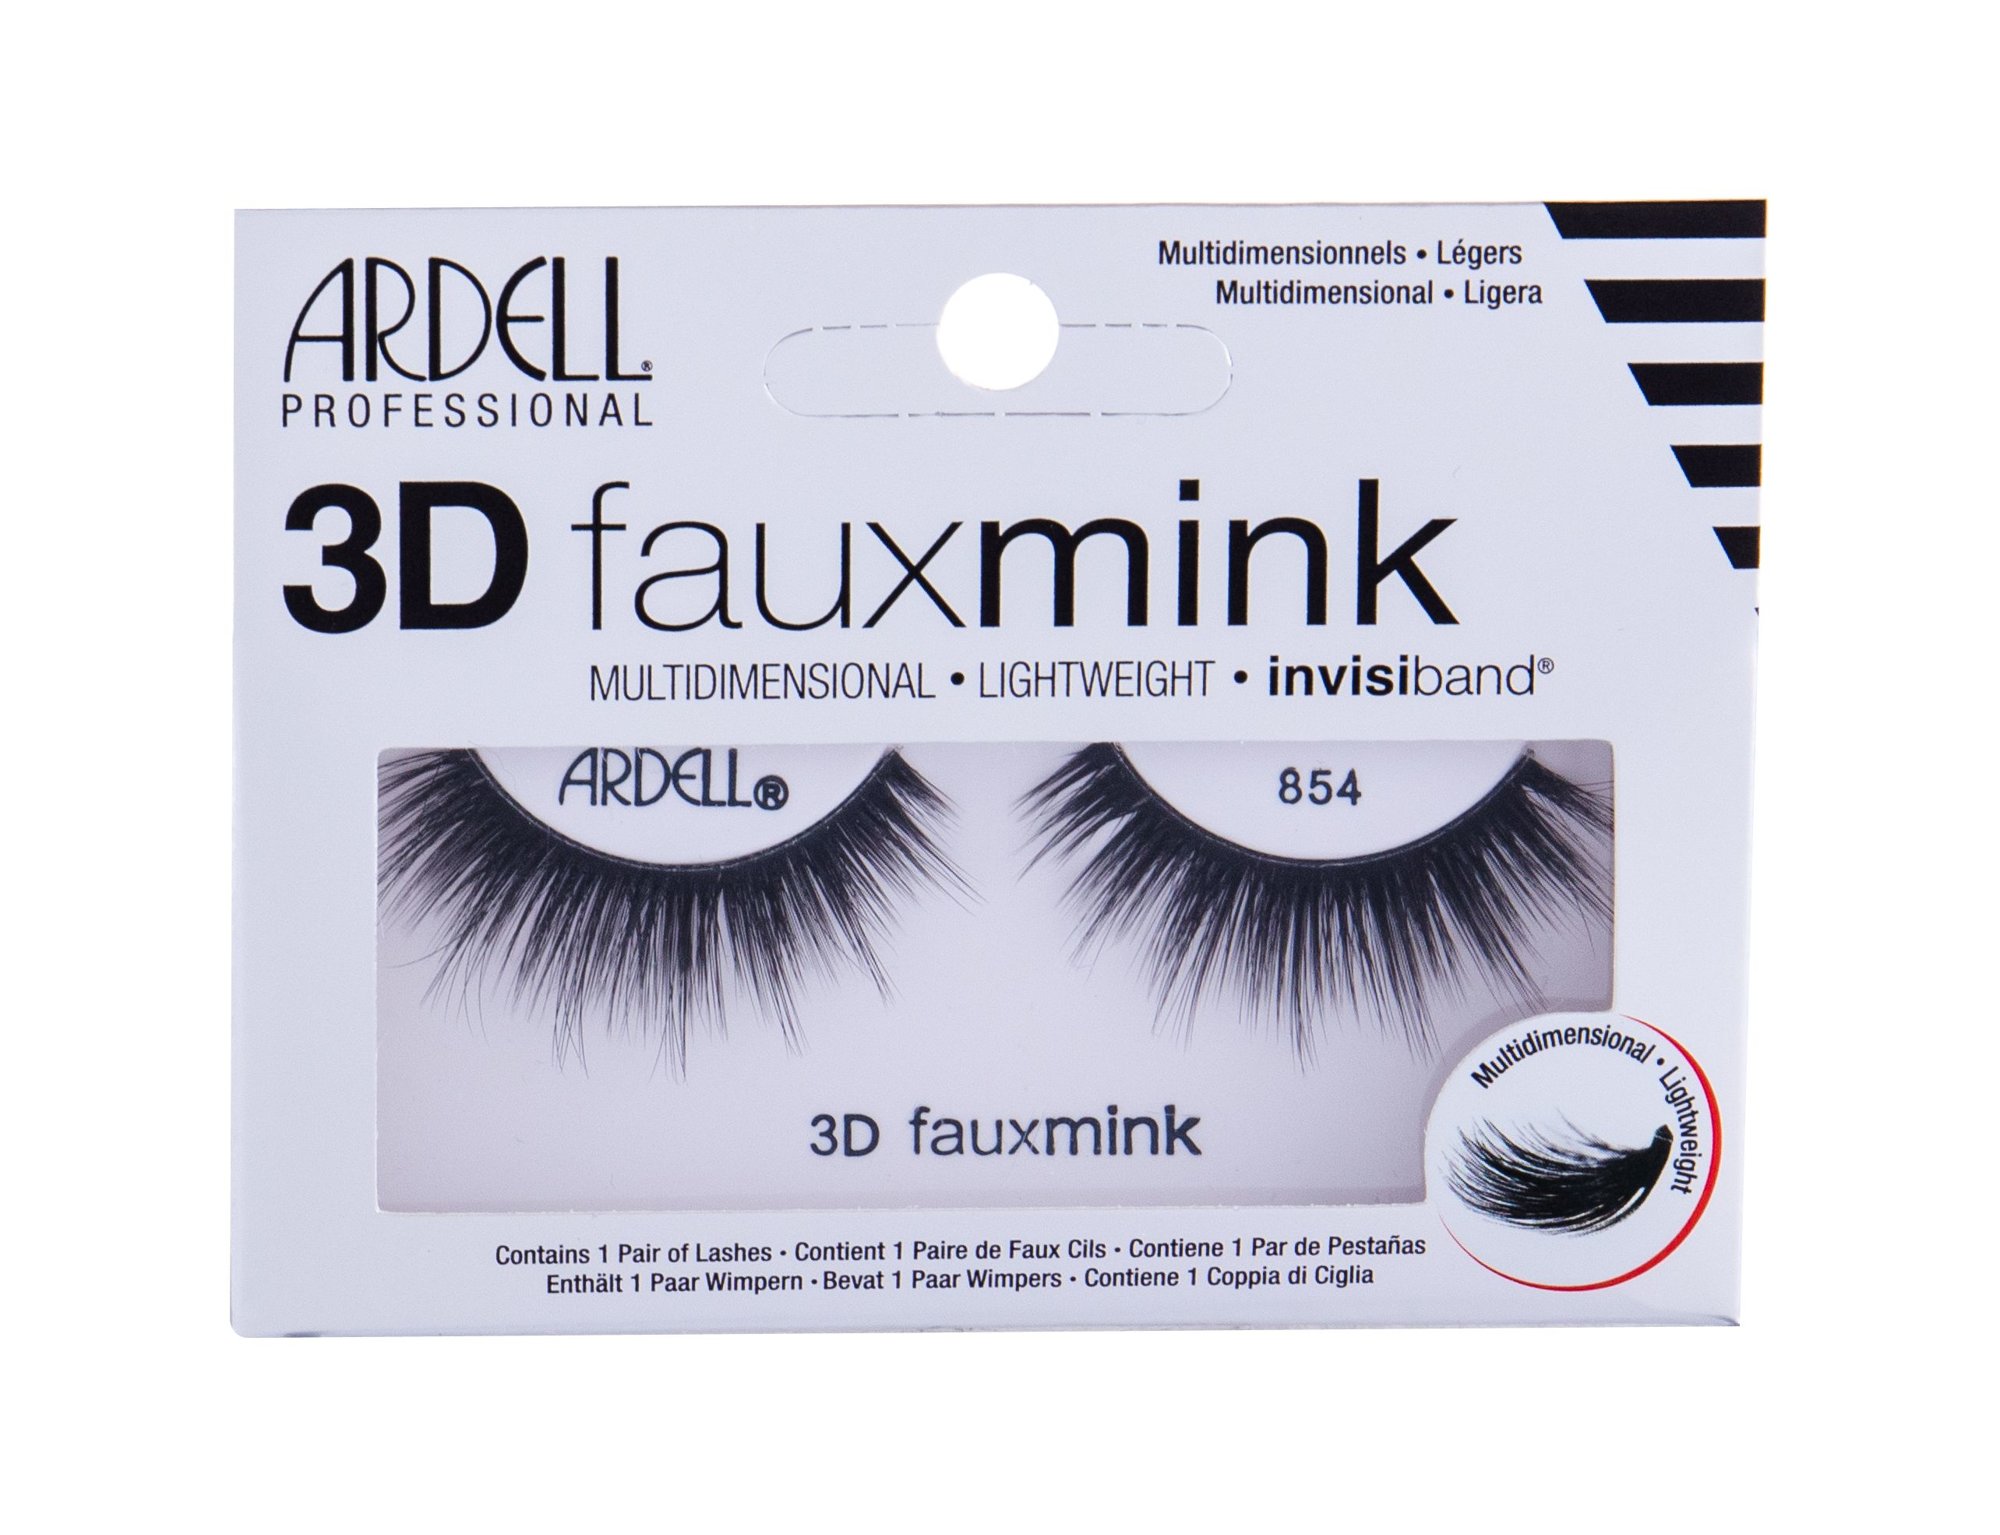 ARDELL®
PROFESSIONAL
Multidimensionnels • Légers
Multidimensional • Ligera
3D fauxmink
MULTIDIMENSIONAL • LIGHTWEIGHT • invisiband®
ARDELL®
854
3D fauxmink
Multidimensional • Lightweight
Contains 1 Pair of Lashes • Contient 1 Paire de Faux Cils • Contiene 1 Par de Pestañas
Enthält 1 Paar Wimpern • Bevat 1 Paar Wimpers • Contiene 1 Coppia di Ciglia